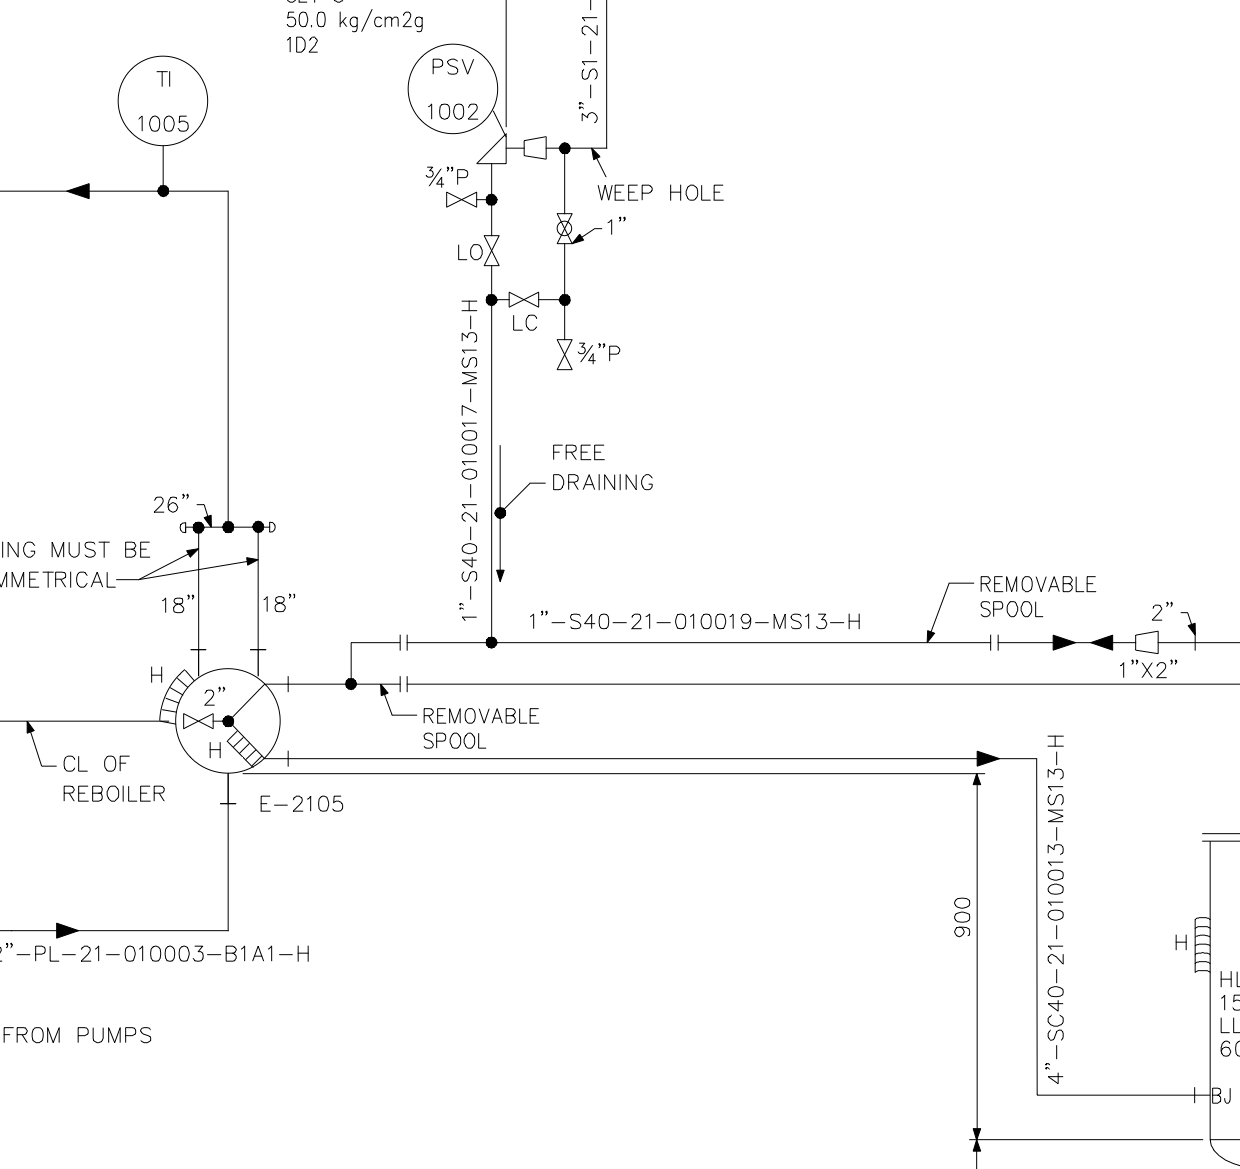 50.0 kg/cm2g
1D2
TI
1005
PSV
1002
3"-S1-21-
WEEP HOLE
¾"P
1"
LO
LC
¾"P
1"-S40-21-010017-MS13-H
FREE
DRAINING
26"
ING MUST BE
MMETRICAL
18"
18"
1"-S40-21-010019-MS13-H
REMOVABLE
SPOOL
2"
1"X2"
H
2"
H
REMOVABLE
SPOOL
CL OF
REBOILER
E-2105
4"-SC40-21-010013-MS13-H
900
2"-PL-21-010003-B1A1-H
FROM PUMPS
H
HL
15
LL
60
BJ